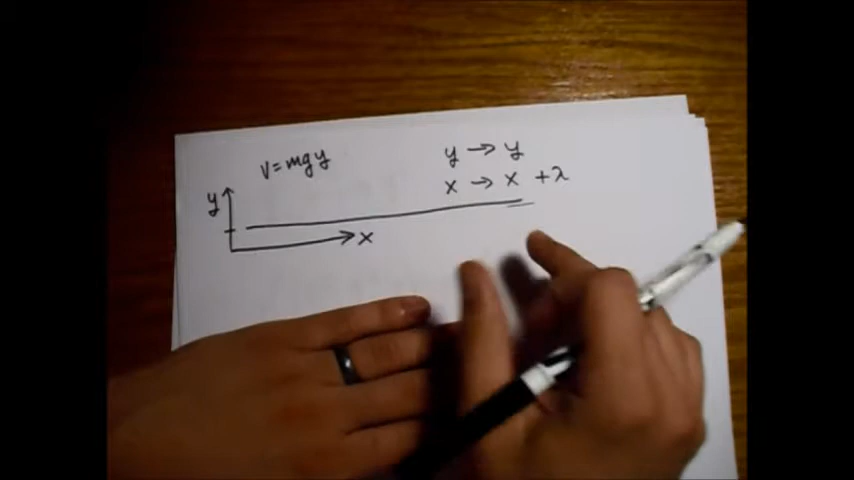 V=mgy
y → y
x → x +λ
y
x